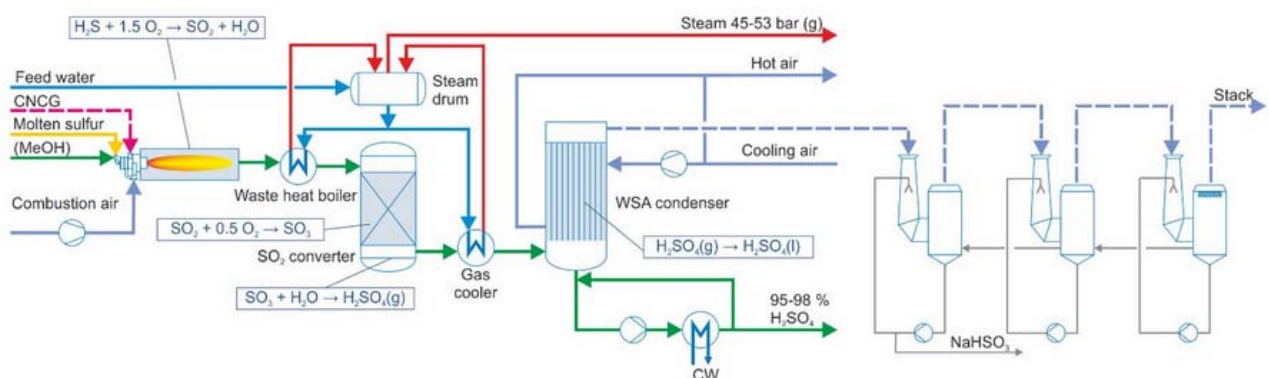 H₂S + 1.5 O₂ → SO₂ + H₂O
Steam 45-53 bar (g)
Hot air
Feed water
Steam
drum
Stack
CNCG
Molten sulfur
(MeOH)
Cooling air
Waste heat boiler
WSA condenser
Combustion air
SO₂ + 0.5 O₂ → SO₃
H₂SO₄(g) → H₂SO₄(l)
SO₂ converter
Gas
cooler
SO₃ + H₂O → H₂SO₄(g)
95-98 %
H₂SO₄
NaHSO₃
CW